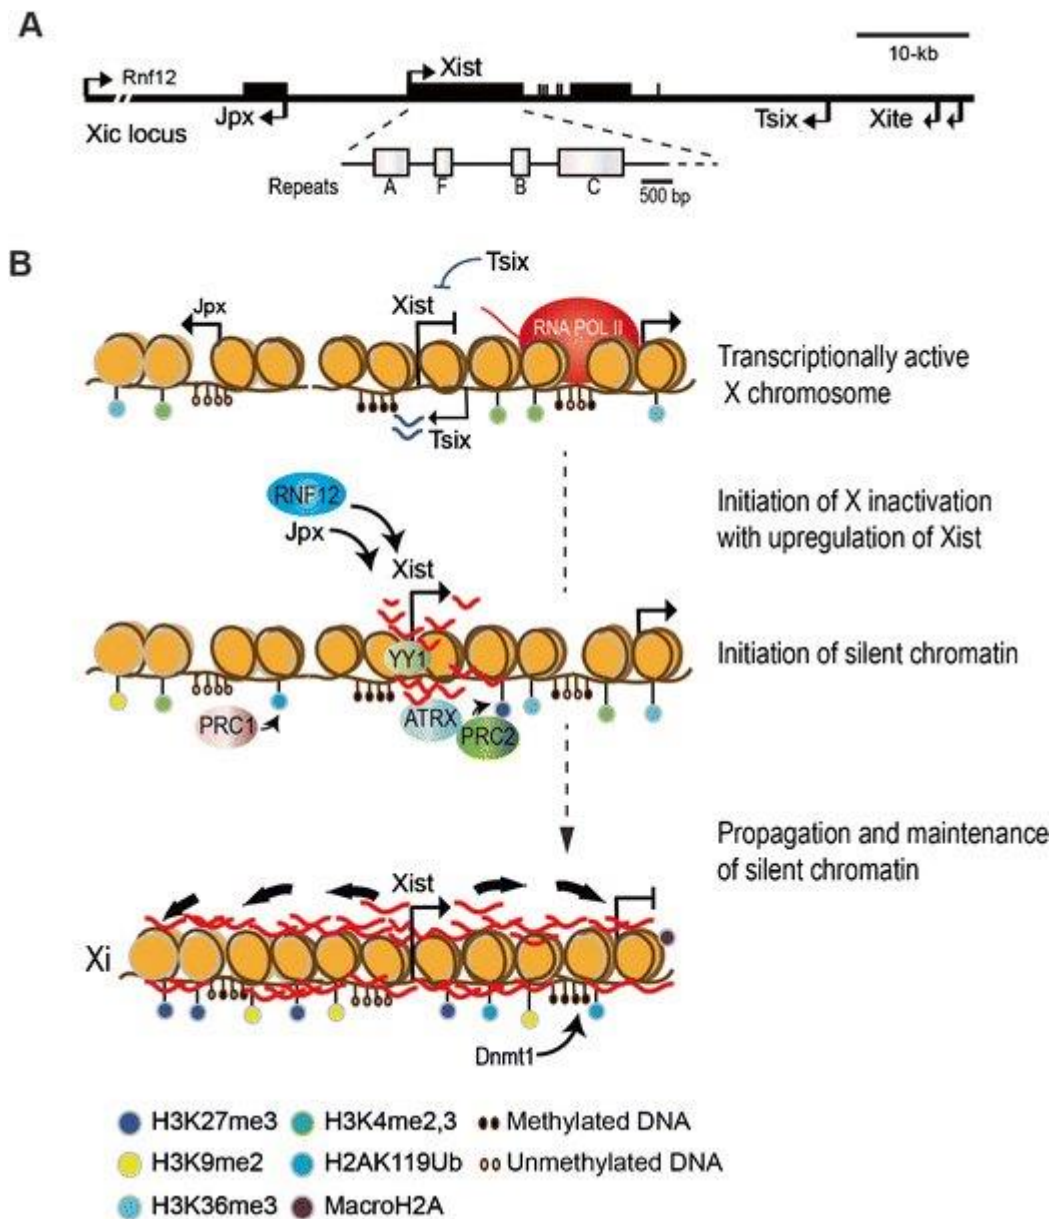 A
10-kb
Rnf12
Xist
Jpx
Tsix
Xite
Xic locus
Repeats
A
F
B
C
500 bp
B
Tsix
Jpx
Xist
RNA POL II
Transcriptionally active
X chromosome
Tsix
RNF12
Jpx
Xist
Initiation of X inactivation
with upregulation of Xist
YY1
Initiation of silent chromatin
PRC1
ATRX
PRC2
Propagation and maintenance
of silent chromatin
Xist
Xi
Dnmt1
H3K27me3
H3K4me2,3
Methylated DNA
H3K9me2
H2AK119Ub
Unmethylated DNA
H3K36me3
MacroH2A